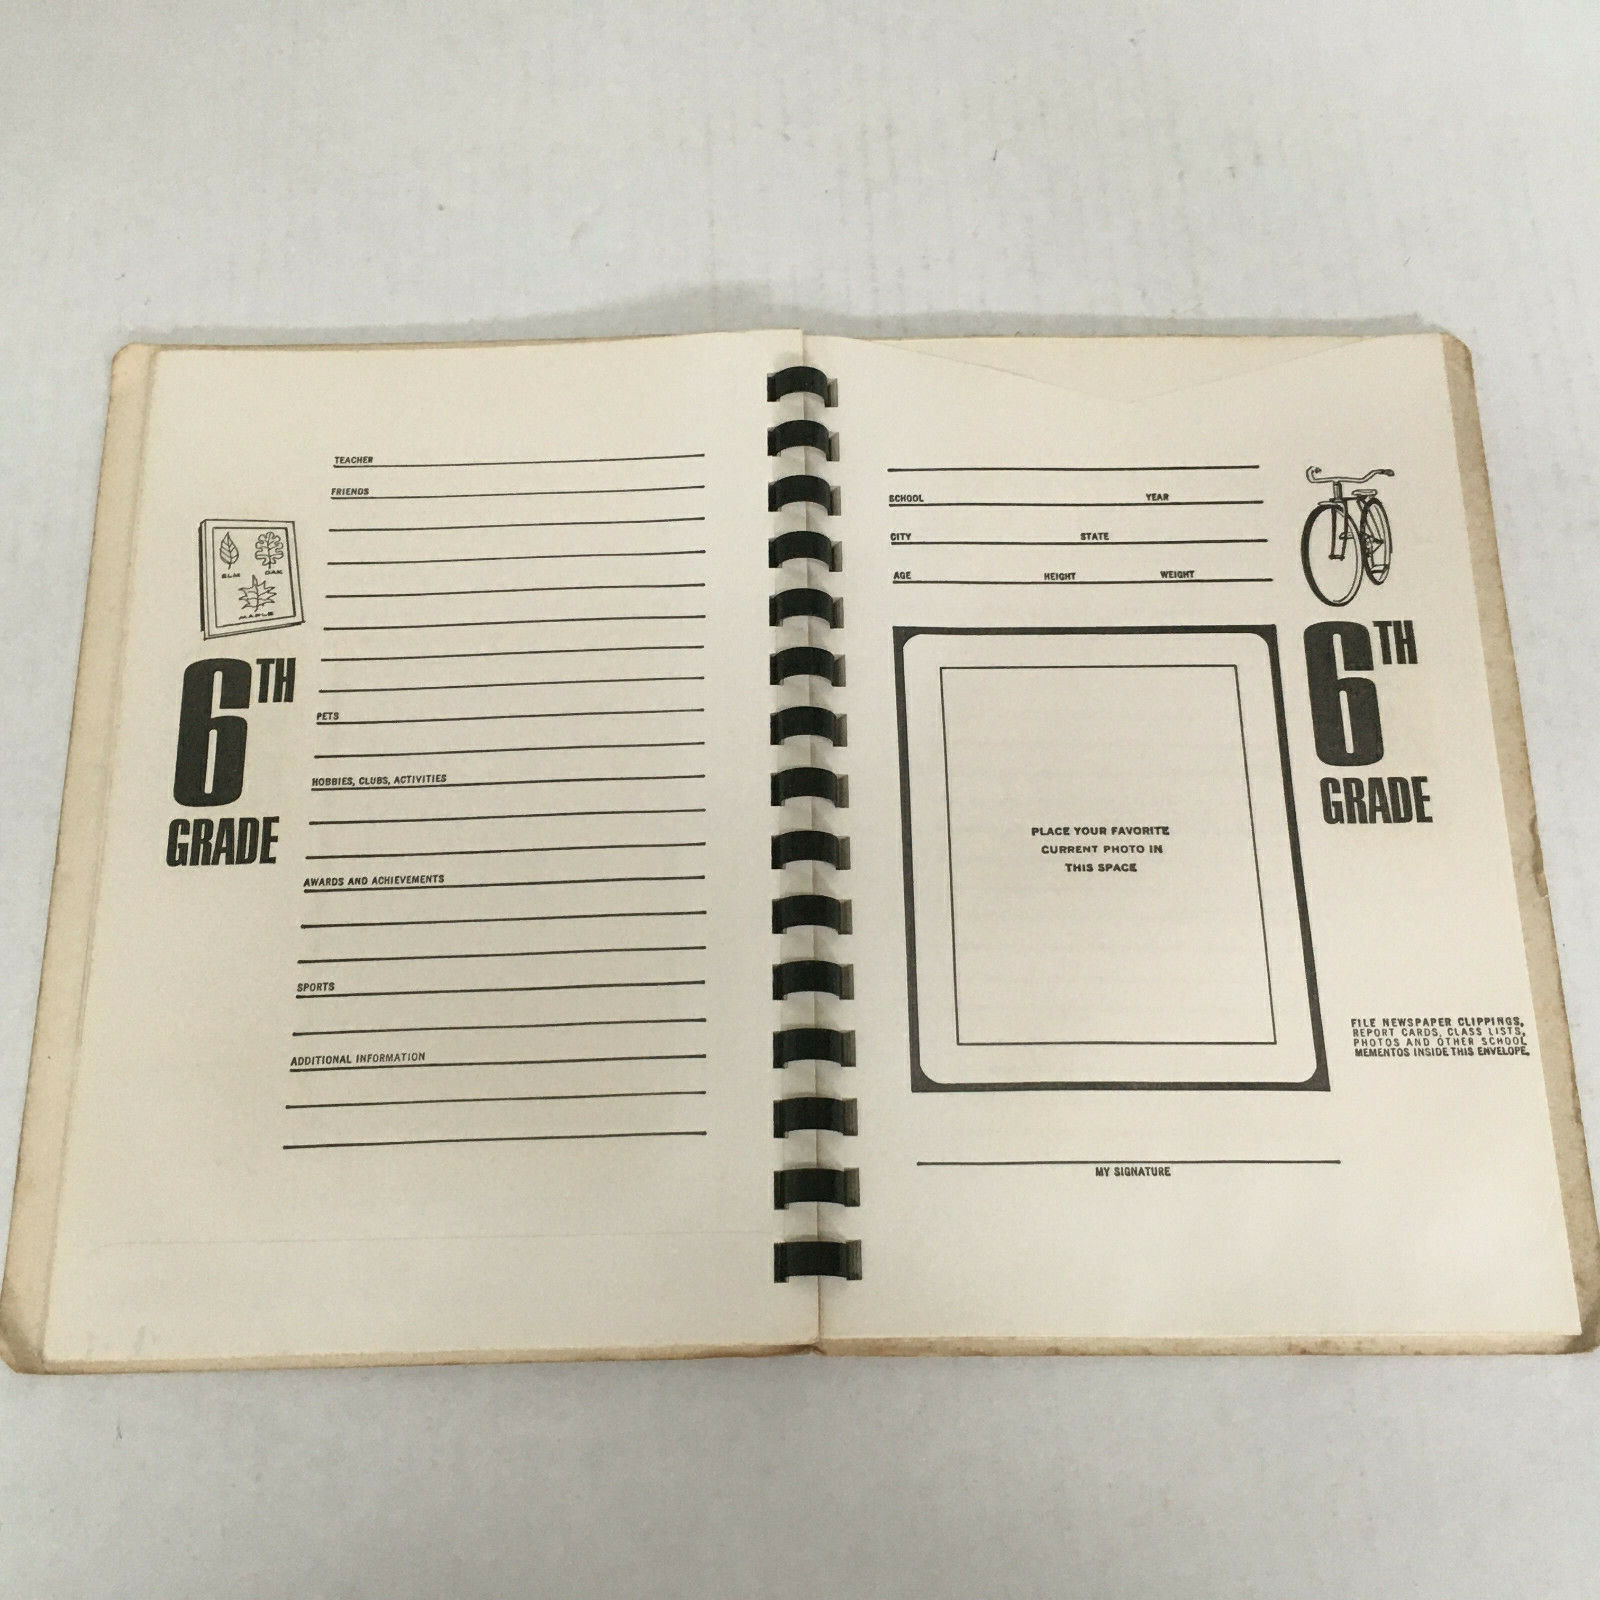 TEACHER
FRIENDS
ELM OAK
MAPLE
6TH
GRADE
PETS
HOBBIES, CLUBS, ACTIVITIES
AWARDS AND ACHIEVEMENTS
SPORTS
ADDITIONAL INFORMATION
SCHOOL YEAR
CITY STATE
AGE HEIGHT WEIGHT
6TH
GRADE
PLACE YOUR FAVORITE
CURRENT PHOTO IN
THIS SPACE
FILE NEWSPAPER CLIPPINGS,
REPORT CARDS, CLASS LISTS,
PHOTOS AND OTHER SCHOOL
MEMENTOS INSIDE THIS ENVELOPE.
MY SIGNATURE